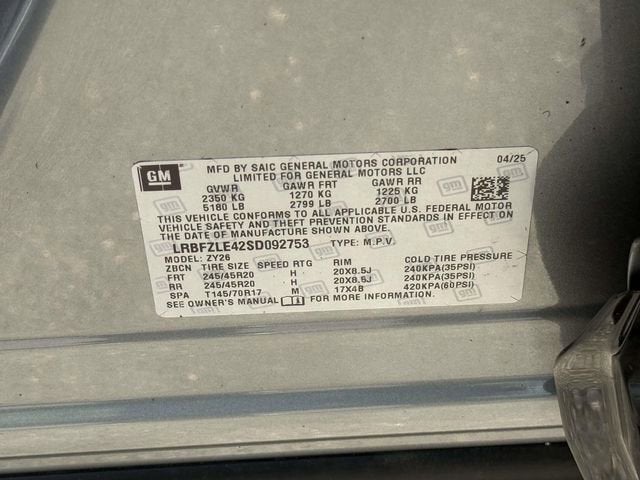 GM
MFD BY SAIC GENERAL MOTORS CORPORATION 04/25
LIMITED FOR GENERAL MOTORS LLC
GVWR GAWR FRT GAWR RR
2350 KG 1270 KG 1225 KG
5180 LB 2799 LB 2700 LB
THIS VEHICLE CONFORMS TO ALL APPLICABLE U.S. FEDERAL MOTOR
VEHICLE SAFETY AND THEFT PREVENTION STANDARDS IN EFFECT ON
THE DATE OF MANUFACTURE SHOWN ABOVE.
LRBFZLE42SD092753 TYPE: M.P.V.
MODEL: ZY26
ZBCN TIRE SIZE SPEED RTG RIM COLD TIRE PRESSURE
FRT 245/45R20 H 20X8.5J 240KPA(35PSI)
RR 245/45R20 H 20X8.5J 240KPA(35PSI)
SPA T145/70R17 M 17X4B 420KPA(60PSI)
SEE OWNER'S MANUAL FOR MORE INFORMATION